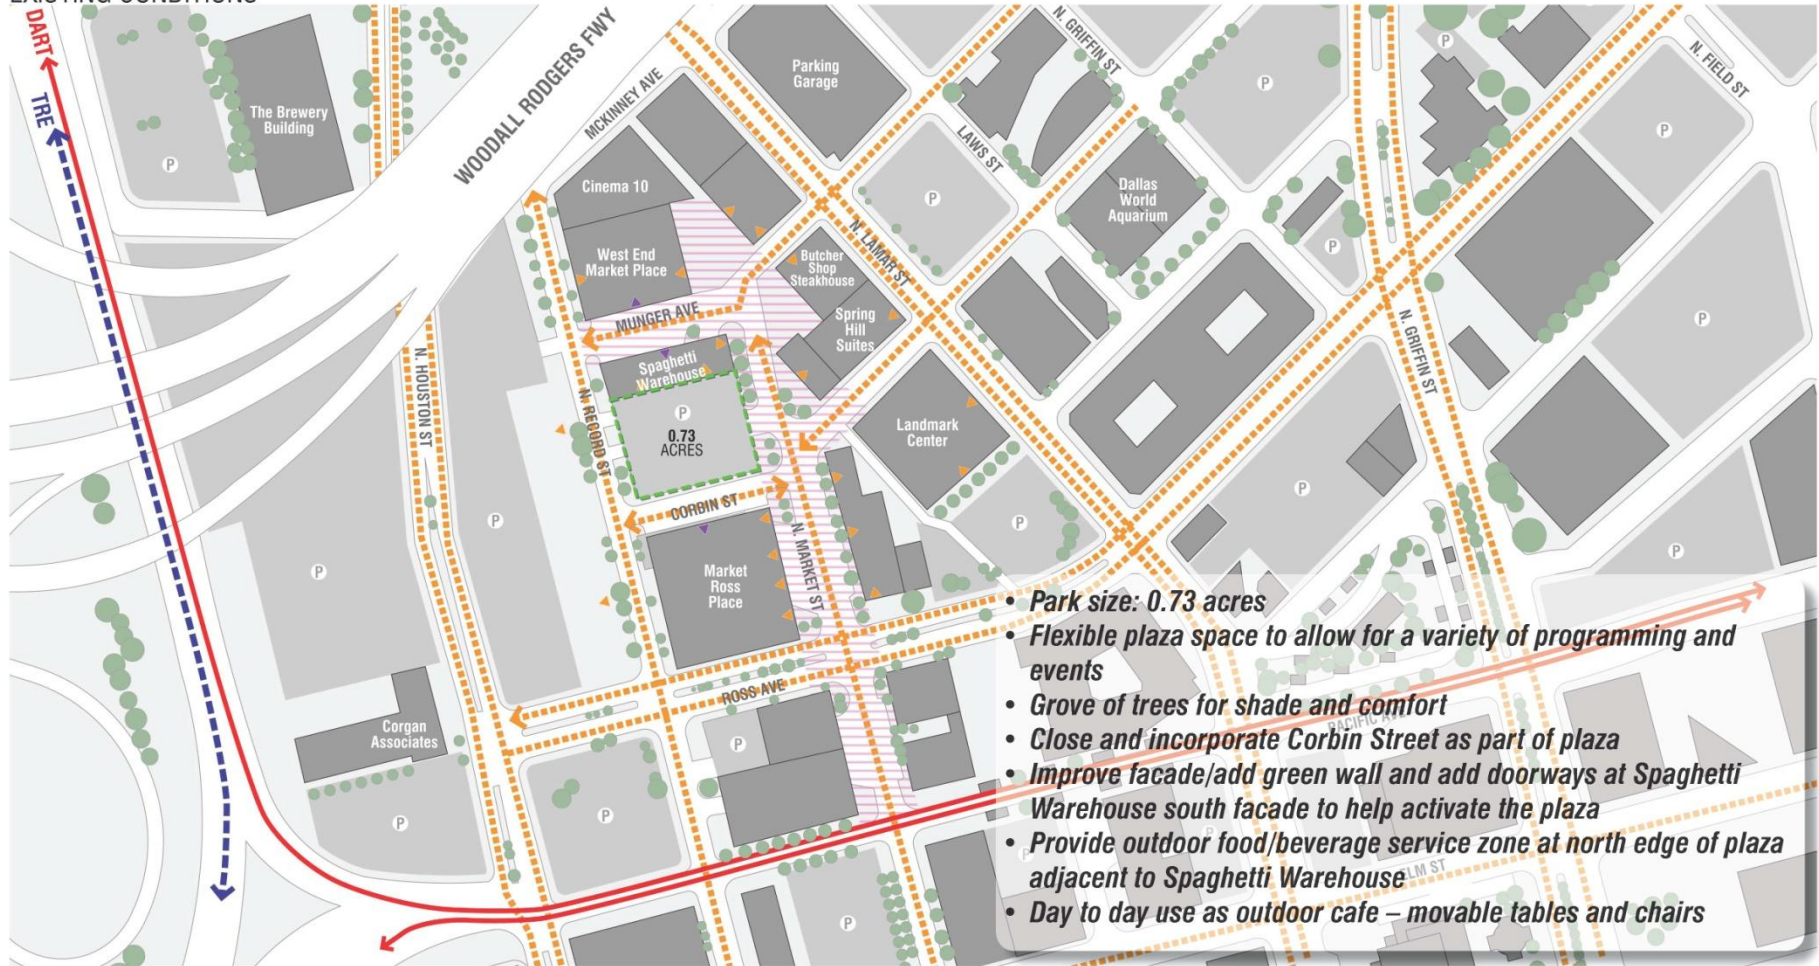 EXISTING CONDITIONS
DART
TRE
The Brewery
Building
P
WOODALL RODGERS FWY
MCKINNEY AVE
Parking
Garage
N. GRIFFIN ST
P
P
N. FIELD ST
P
LAWS ST
P
Cinema 10
Dallas
World
Aquarium
West End
Market Place
Butcher
Shop
Steakhouse
N. LAMAR ST
P
MUNGER AVE
Spring
Hill
Suites
P
N. GRIFFIN ST
N. HOUSTON ST
Spaghetti
Warehouse
N. RECORD ST
P
0.73
ACRES
Landmark
Center
CORBIN ST
P
P
P
P
P
N. MARKET ST
Market
Ross
Place
ROSS AVE
Corgan
Associates
P
P
P
P
PACIFIC AVE
P
P
ELM ST
• Park size: 0.73 acres
• Flexible plaza space to allow for a variety of programming and
events
• Grove of trees for shade and comfort
• Close and incorporate Corbin Street as part of plaza
• Improve facade/add green wall and add doorways at Spaghetti
Warehouse south facade to help activate the plaza
• Provide outdoor food/beverage service zone at north edge of plaza
adjacent to Spaghetti Warehouse
• Day to day use as outdoor cafe – movable tables and chairs